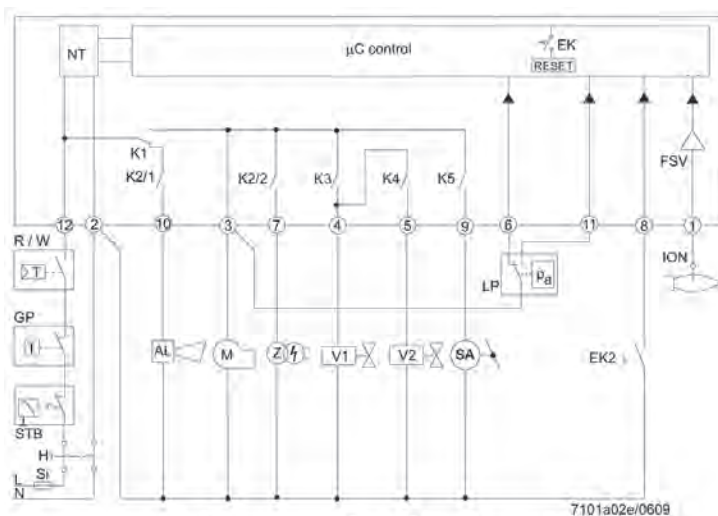 NT
µC control
EK
RESET
FSV
K1
K2/1
K2/2
K3
K4
K5
12
2
10
3
7
4
5
9
6
11
8
1
R / W
T
LP
pa
ION
GP
AL
M
Z
V1
V2
SA
EK2
STB
H
Si
L
N
7101a02e/0609